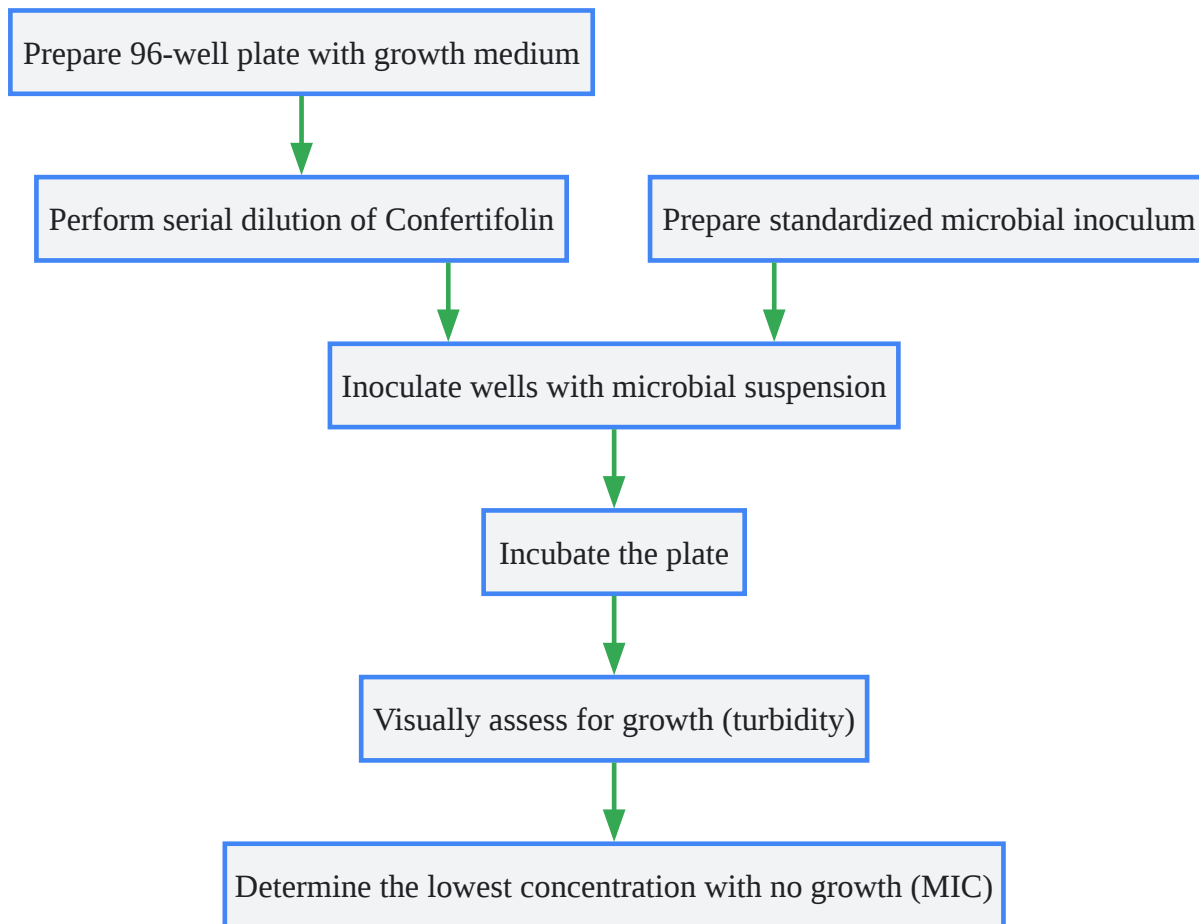 Prepare 96-well plate with growth medium
Perform serial dilution of Confertifolin
Prepare standardized microbial inoculum
Inoculate wells with microbial suspension
Incubate the plate
Visually assess for growth (turbidity)
Determine the lowest concentration with no growth (MIC)